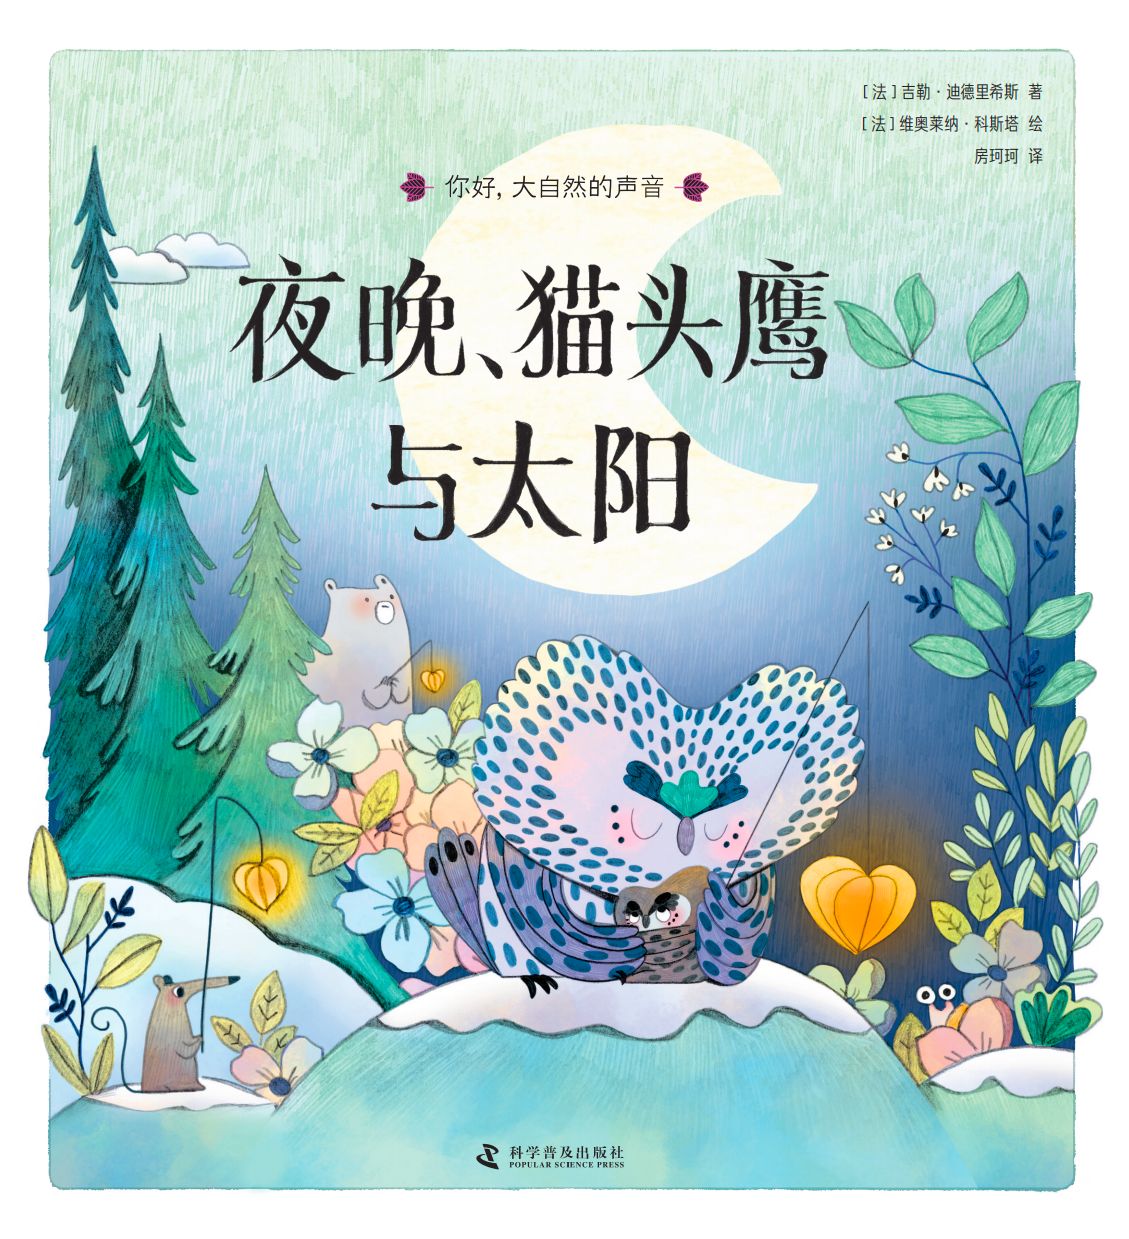 [法]吉勒·迪德里希斯 著
[法]维奥莱纳·科斯塔 绘
房珂珂 译
你好，大自然的声音
夜晚、猫头鹰
与太阳
科学普及出版社
POPULAR SCIENCE PRESS